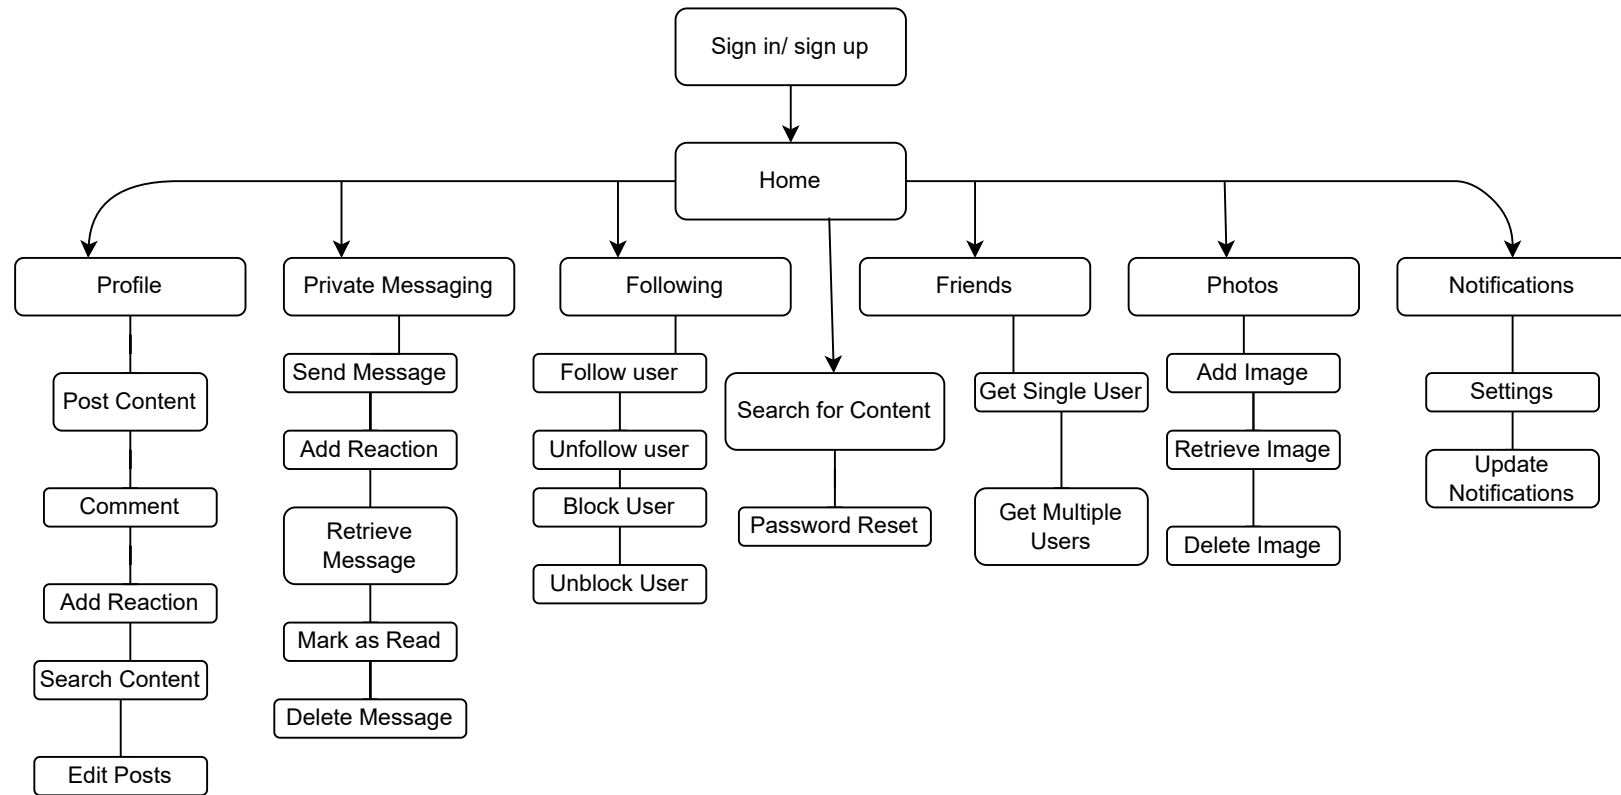 Sign in/ sign up
Home
Profile
Private Messaging
Following
Friends
Photos
Notifications
Post Content
Comment
Add Reaction
Search Content
Edit Posts
Send Message
Add Reaction
Retrieve
Message
Mark as Read
Delete Message
Follow user
Unfollow user
Block User
Unblock User
Search for Content
Password Reset
Get Single User
Get Multiple
Users
Add Image
Retrieve Image
Delete Image
Settings
Update
Notifications